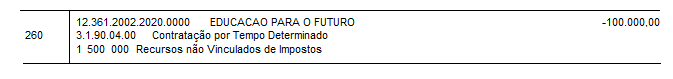 12.361.2002.2020.0000 EDUCACAO PARA O FUTURO -100.000,00
260 3.1.90.04.00 Contratação por Tempo Determinado
1 500 000 Recursos não Vinculados de Impostos